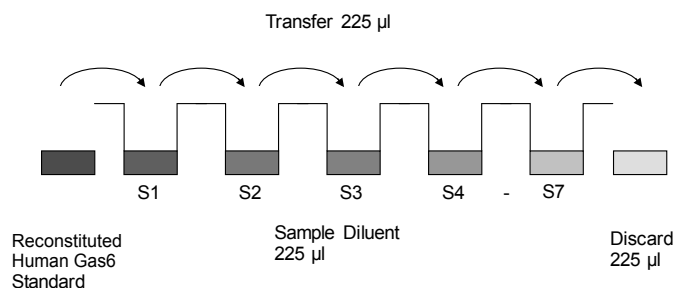 Transfer 225 µl
S1 S2 S3 S4 - S7
Reconstituted
Human Gas6
Standard
Sample Diluent
225 µl
Discard
225 µl